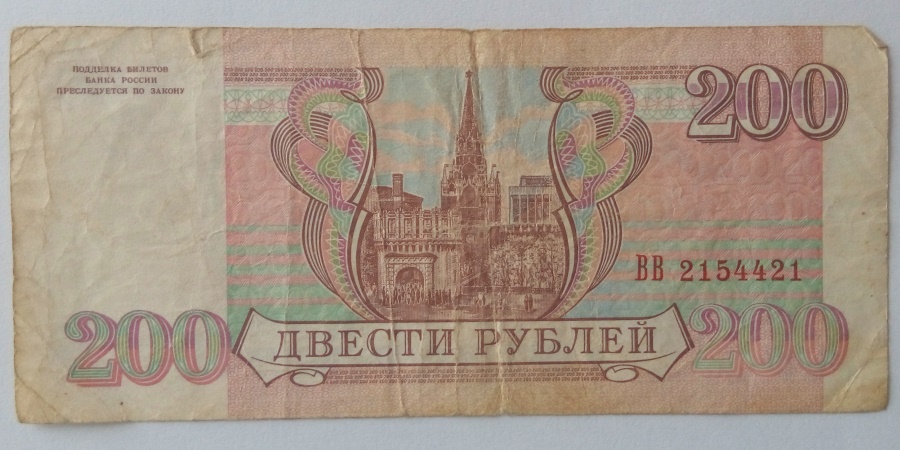 ПОДДЕЛКА БИЛЕТОВ
БАНКА РОССИИ
ПРЕСЛЕДУЕТСЯ ПО ЗАКОНУ
200
ВВ 2154421
200
ДВЕСТИ РУБЛЕЙ
200